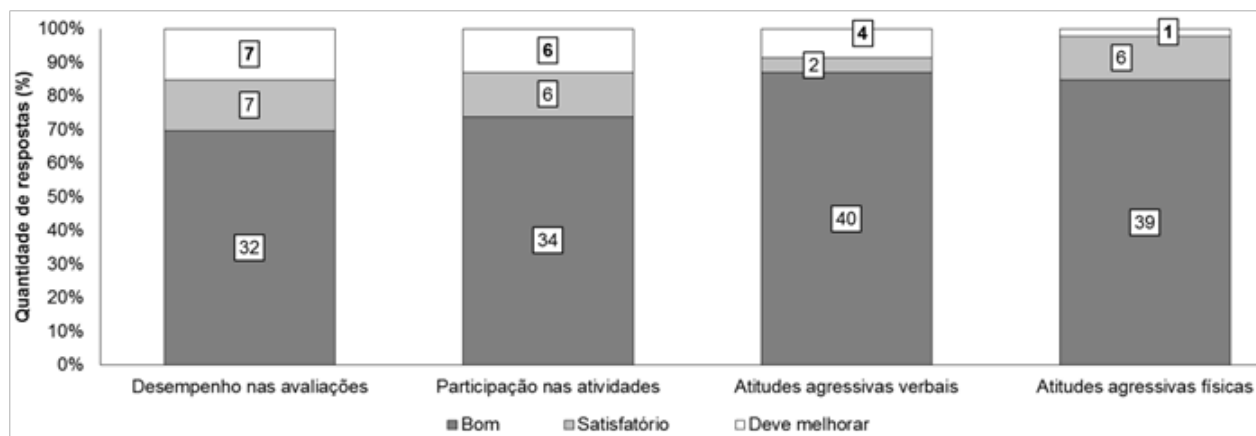 Quantidade de respostas (%)
100%
90%
80%
70%
60%
50%
40%
30%
20%
10%
0%
7
7
32
6
6
34
4
2
40
1
6
39
Desempenho nas avaliações
Participação nas atividades
Atitudes agressivas verbais
Atitudes agressivas físicas
Bom
Satisfatório
Deve melhorar